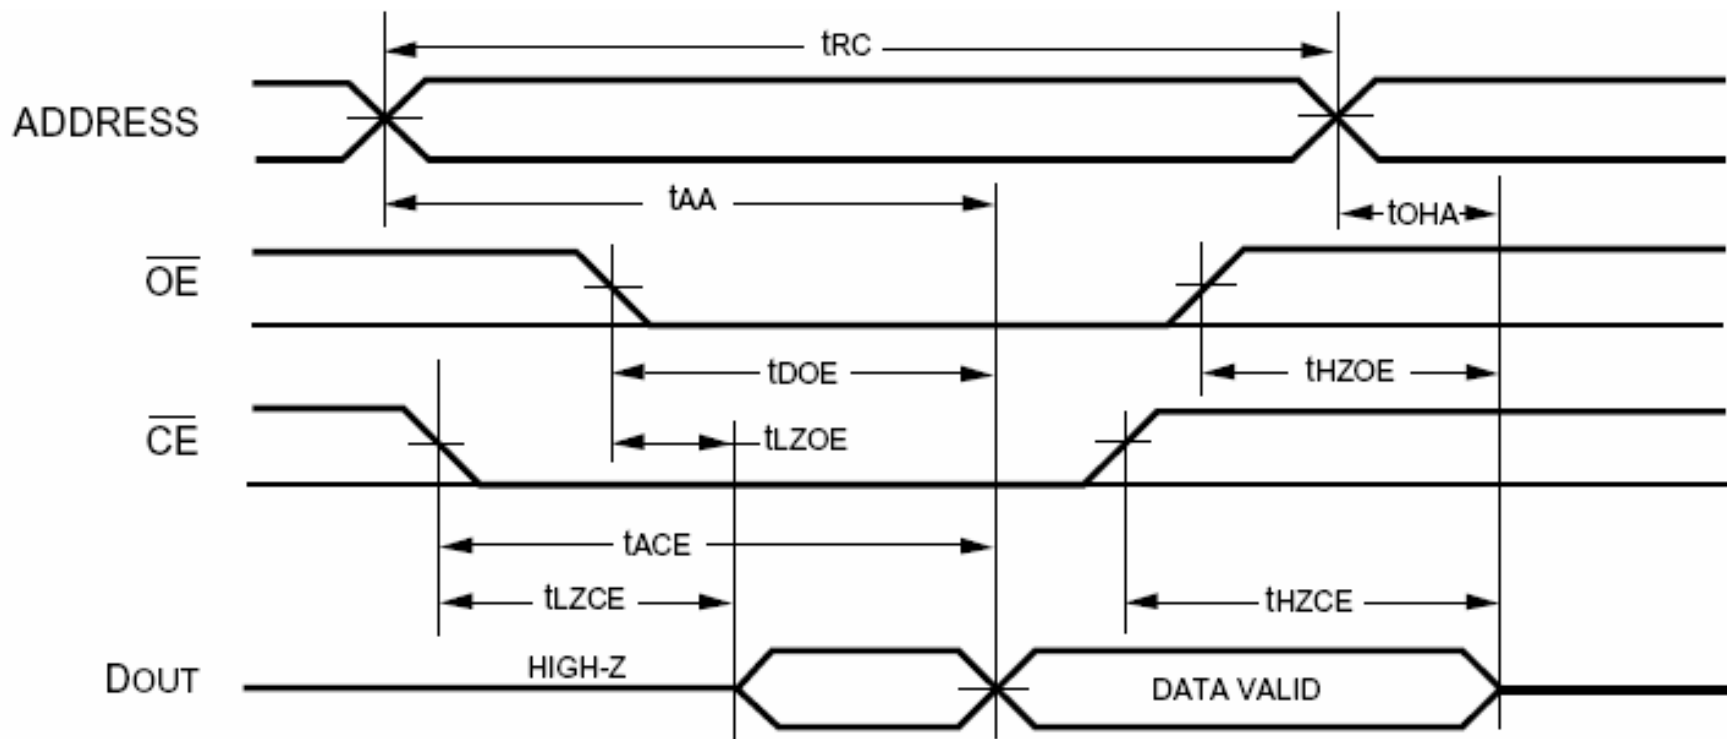 tRC
ADDRESS
tAA
tOHA
OE
tDOE
tHZOE
CE
tLZOE
tACE
tLZCE
tHZCE
HIGH-Z
DOUT
DATA VALID